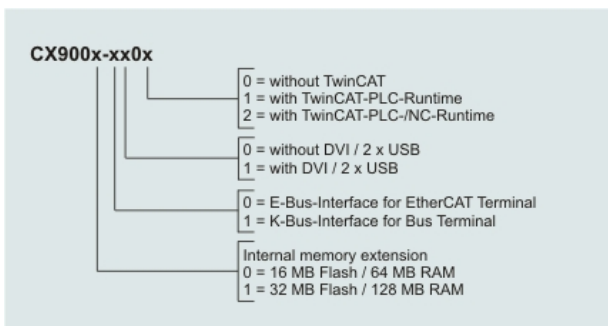 CX900x-xx0x
0 = without TwinCAT
1 = with TwinCAT-PLC-Runtime
2 = with TwinCAT-PLC-/NC-Runtime
0 = without DVI / 2 x USB
1 = with DVI / 2 x USB
0 = E-Bus-Interface for EtherCAT Terminal
1 = K-Bus-Interface for Bus Terminal
Internal memory extension
0 = 16 MB Flash / 64 MB RAM
1 = 32 MB Flash / 128 MB RAM